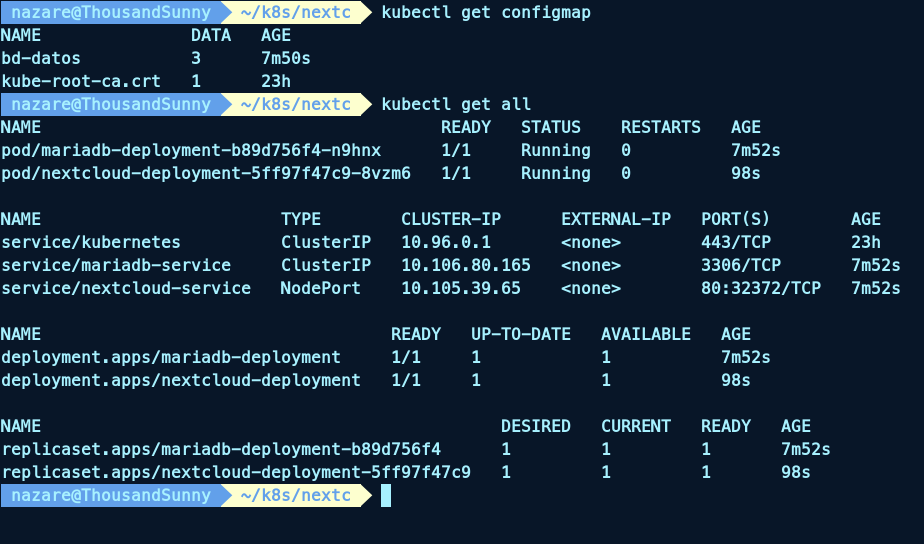 nazare@ThousandSunny ~/k8s/nextc kubectl get configmap
NAME DATA AGE
bd-datos 3 7m50s
kube-root-ca.crt 1 23h
nazare@ThousandSunny ~/k8s/nextc kubectl get all
NAME READY STATUS RESTARTS AGE
pod/mariadb-deployment-b89d756f4-n9hnx 1/1 Running 0 7m52s
pod/nextcloud-deployment-5ff97f47c9-8vzm6 1/1 Running 0 98s
NAME TYPE CLUSTER-IP EXTERNAL-IP PORT(S) AGE
service/kubernetes ClusterIP 10.96.0.1 <none> 443/TCP 23h
service/mariadb-service ClusterIP 10.106.80.165 <none> 3306/TCP 7m52s
service/nextcloud-service NodePort 10.105.39.65 <none> 80:32372/TCP 7m52s
NAME READY UP-TO-DATE AVAILABLE AGE
deployment.apps/mariadb-deployment 1/1 1 1 7m52s
deployment.apps/nextcloud-deployment 1/1 1 1 98s
NAME DESIRED CURRENT READY AGE
replicaset.apps/mariadb-deployment-b89d756f4 1 1 1 7m52s
replicaset.apps/nextcloud-deployment-5ff97f47c9 1 1 1 98s
nazare@ThousandSunny ~/k8s/nextc